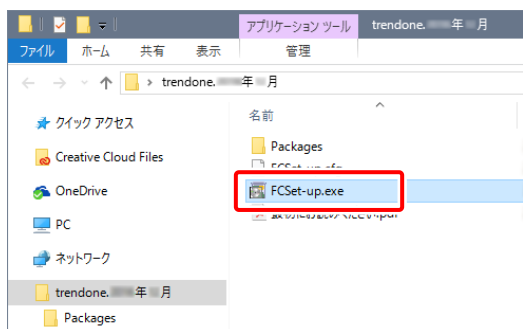 アプリケーション ツール
trendone. 年 月
ファイル ホーム 共有 表示 管理
trendone. 年 月
名前
クイック アクセス
Packages
Creative Cloud Files
FCSet-up.exe
OneDrive
PC
ネットワーク
trendone. 年 月
Packages